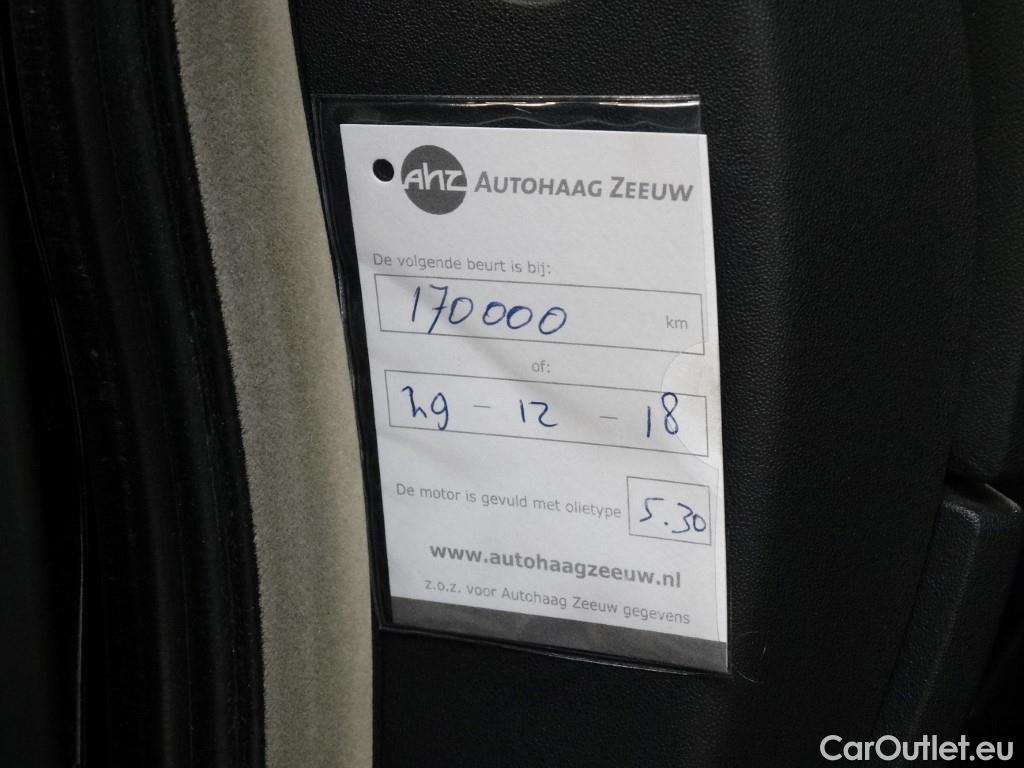 ahz AUTOHAAG ZEEUW
De volgende beurt is bij:
170000 km
of:
29 - 12 - 18
De motor is gevuld met olietype 5.30
www.autohaagzeeuw.nl
z.o.z. voor Autohaag Zeeuw gegevens
CarOutlet.eu